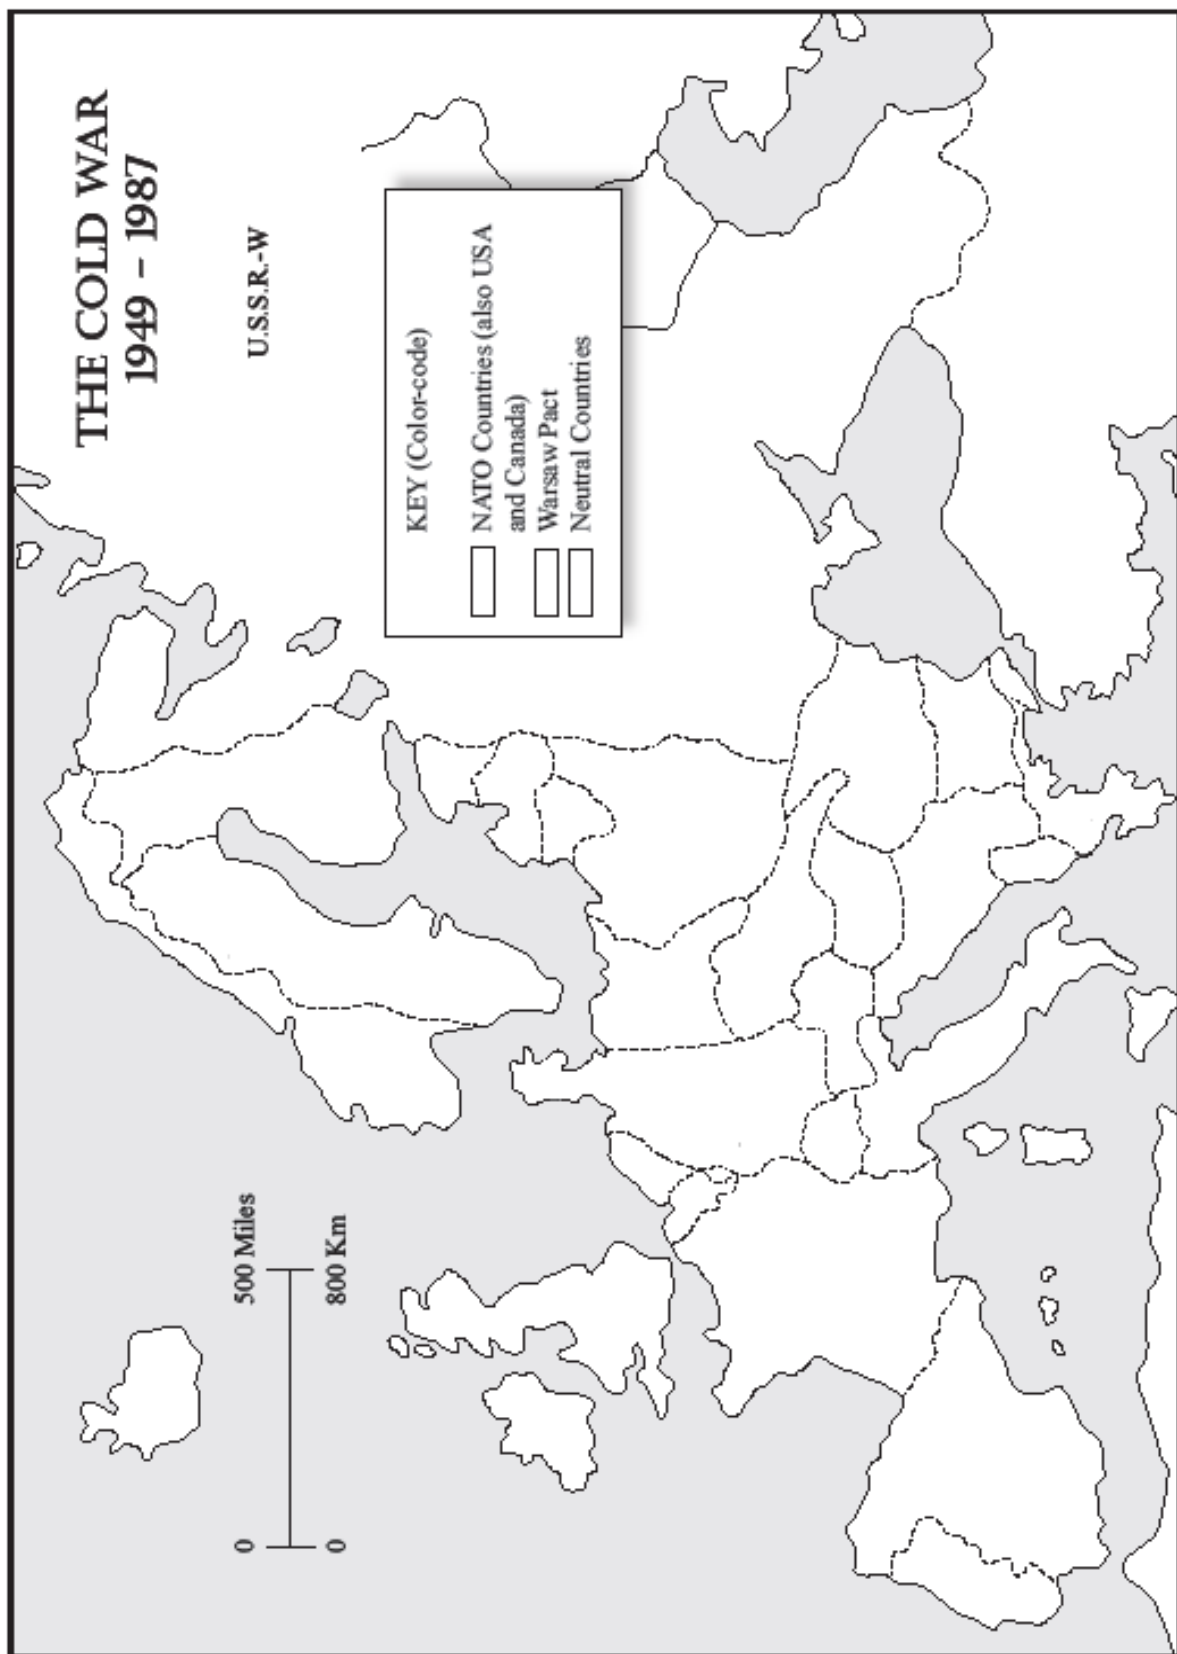 THE COLD WAR
1949 – 1987
U.S.S.R.-W
KEY (Color-code)
NATO Countries (also USA
and Canada)
Warsaw Pact
Neutral Countries
0 500 Miles
0 800 Km